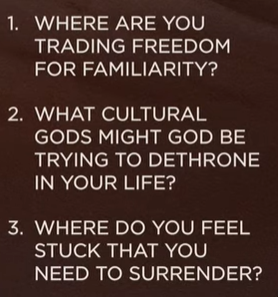 1. WHERE ARE YOU
TRADING FREEDOM
FOR FAMILIARITY?
2. WHAT CULTURAL
GODS MIGHT GOD BE
TRYING TO DETHRONE
IN YOUR LIFE?
3. WHERE DO YOU FEEL
STUCK THAT YOU
NEED TO SURRENDER?